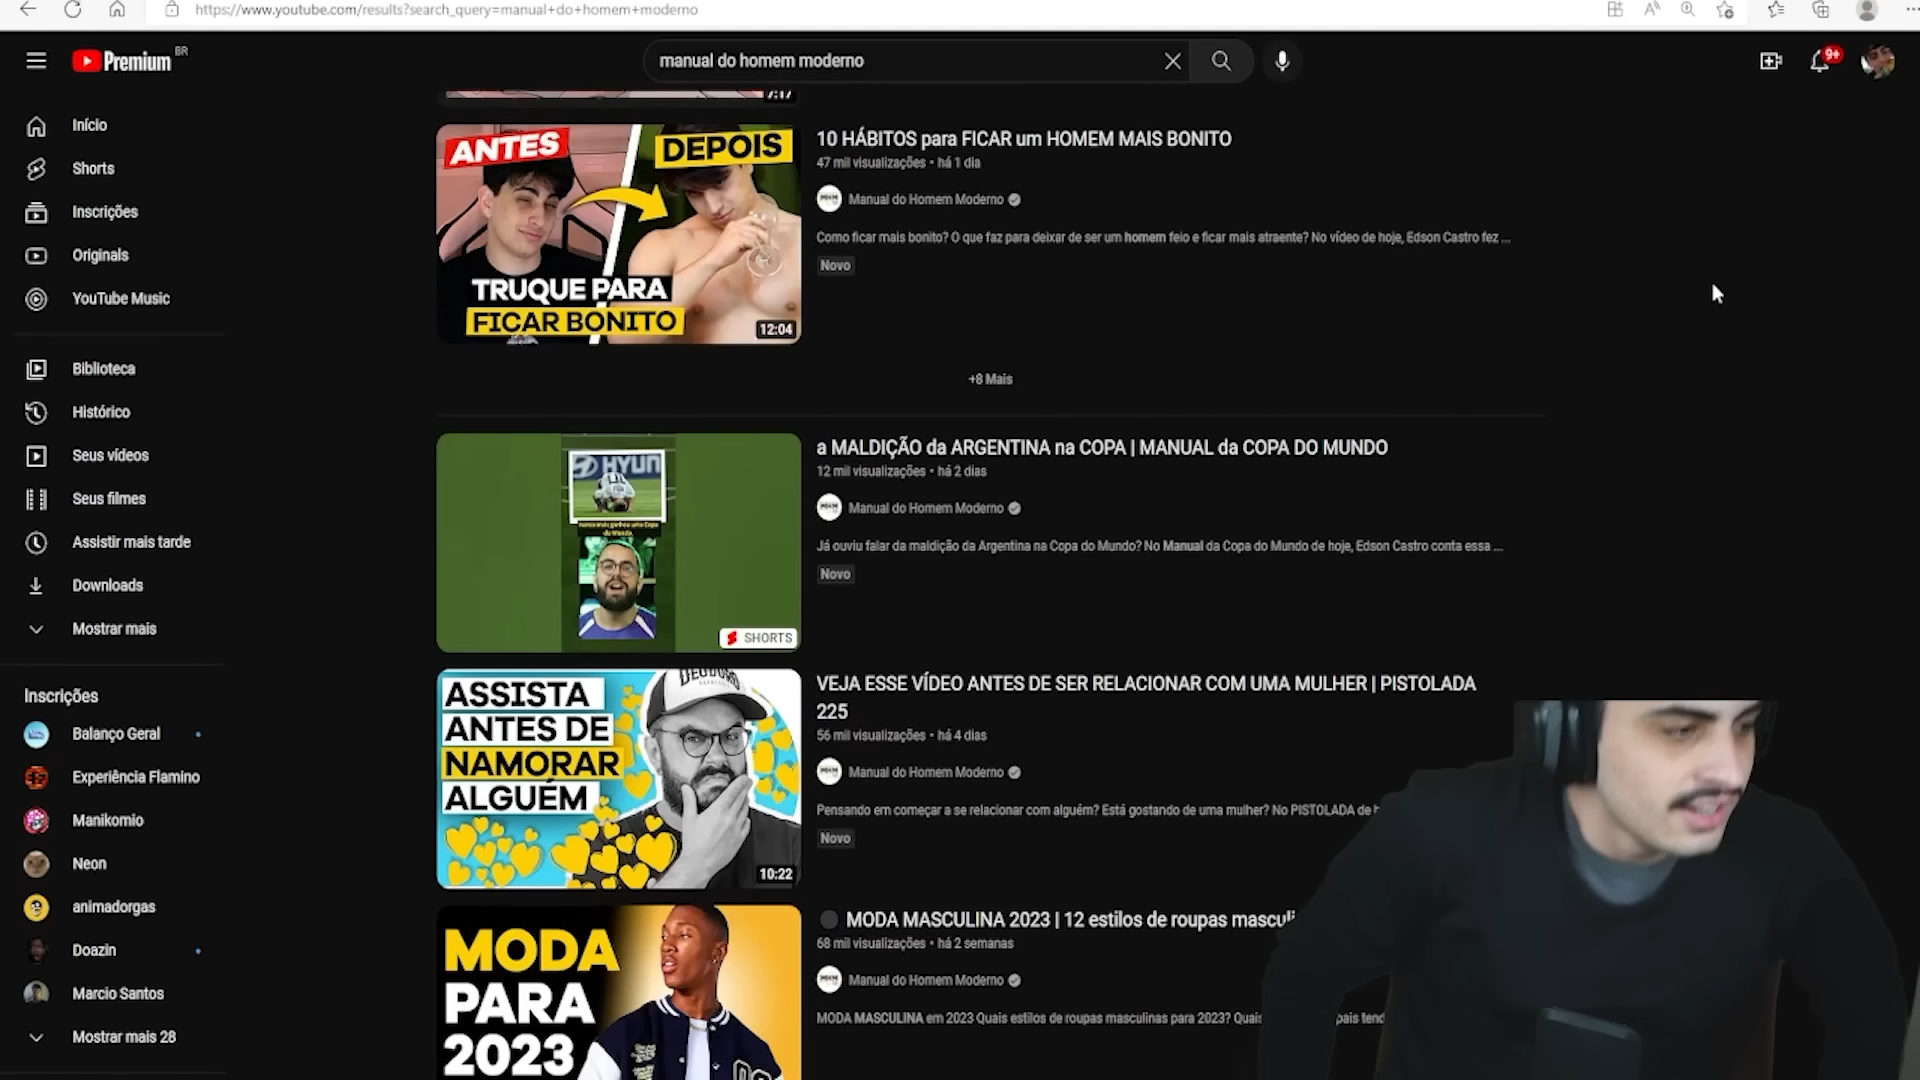 https://www.youtube.com/results?search_query=manual+do+homem+moderno
Premium BR
manual do homem moderno
9+
Início
Shorts
Inscrições
Originals
YouTube Music
Biblioteca
Histórico
Seus vídeos
Seus filmes
Assistir mais tarde
Downloads
Mostrar mais
Inscrições
Balanço Geral
Experiência Flamino
Manikomio
Neon
animadorgas
Doazin
Marcio Santos
Mostrar mais 28
7:17
ANTES
DEPOIS
TRUQUE PARA
FICAR BONITO
12:04
10 HÁBITOS para FICAR um HOMEM MAIS BONITO
47 mil visualizações • há 1 dia
Manual do Homem Moderno
Como ficar mais bonito? O que faz para deixar de ser um homem feio e ficar mais atraente? No vídeo de hoje, Edson Castro fez ...
Novo
+8 Mais
HYUN
SHORTS
a MALDIÇÃO da ARGENTINA na COPA | MANUAL da COPA DO MUNDO
12 mil visualizações • há 2 dias
Manual do Homem Moderno
Já ouviu falar da maldição da Argentina na Copa do Mundo? No Manual da Copa do Mundo de hoje, Edson Castro conta essa ...
Novo
ASSISTA
ANTES DE
NAMORAR
ALGUÉM
10:22
VEJA ESSE VÍDEO ANTES DE SER RELACIONAR COM UMA MULHER | PISTOLADA
225
56 mil visualizações • há 4 dias
Manual do Homem Moderno
Pensando em começar a se relacionar com alguém? Está gostando de uma mulher? No PISTOLADA de
Novo
MODA
PARA
2023
MODA MASCULINA 2023 | 12 estilos de roupas mascul
68 mil visualizações • há 2 semanas
Manual do Homem Moderno
MODA MASCULINA em 2023 Quais estilos de roupas masculinas para 2023? Quais